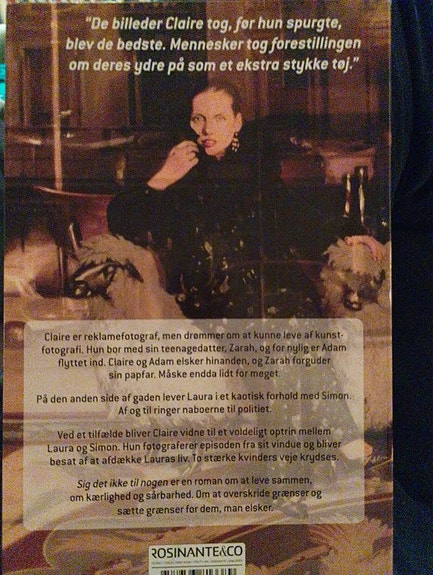 "De billeder Claire tog, før hun spurgte,
blev de bedste. Mennesker tog forestillingen
om deres ydre på som et ekstra stykke tøj."
Claire er reklamefotograf, men drømmer om at kunne leve af kunst-
fotografi. Hun bor med sin teenagedatter, Zarah, og for nylig er Adam
flyttet ind. Claire og Adam elsker hinanden, og Zarah forguder
sin papfar. Måske endda lidt for meget.
På den anden side af gaden lever Laura i et kaotisk forhold med Simon.
Af og til ringer naboerne til politiet.
Ved et tilfælde bliver Claire vidne til et voldeligt optrin mellem
Laura og Simon. Hun fotograferer episoden fra sit vindue og bliver
besat af at afdække Lauras liv. To stærke kvinders veje krydses.
Sig det ikke til nogen er en roman om at leve sammen,
om kærlighed og sårbarhed. Om at overskride grænser og
sætte grænser for dem, man elsker.
ROSINANTE&CO